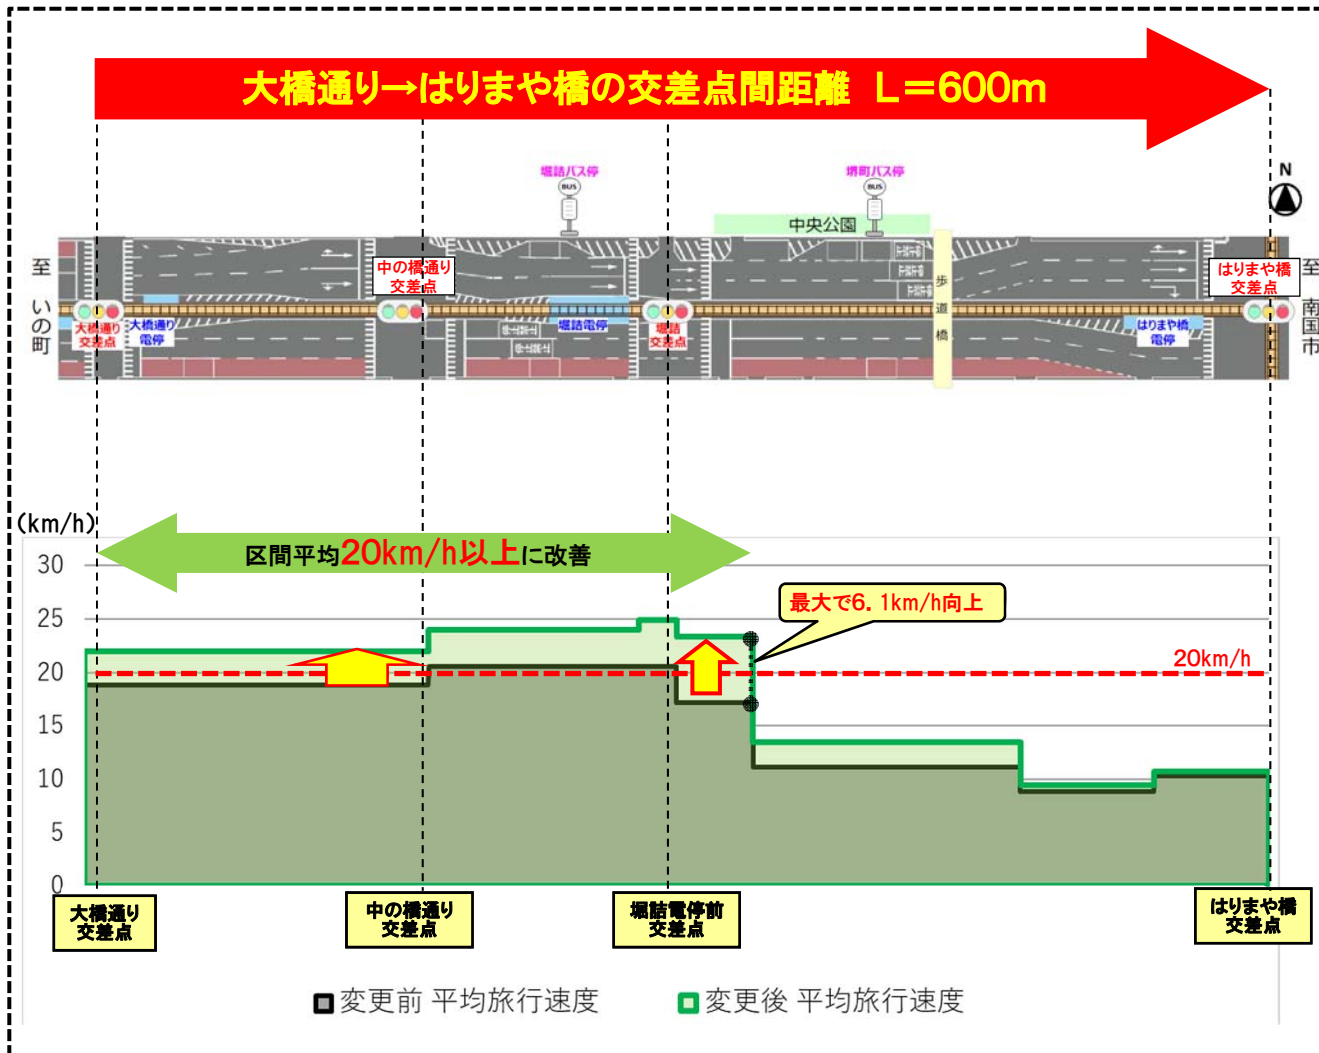 大橋通り→はりまや橋の交差点間距離 L=600m
堀詰バス停
BUS
堺町バス停
BUS
N
中央公園
至 いの町
中の橋通り
交差点
はりまや橋
交差点
至 南国市
大橋通り
交差点
大橋通り
電停
堀詰電停
堀詰
交差点
歩道橋
はりまや橋
電停
(km/h)
区間平均20km/h以上に改善
最大で6.1km/h向上
20km/h
30
25
20
15
10
5
0
大橋通り
交差点
中の橋通り
交差点
堀詰電停前
交差点
はりまや橋
交差点
変更前 平均旅行速度
変更後 平均旅行速度